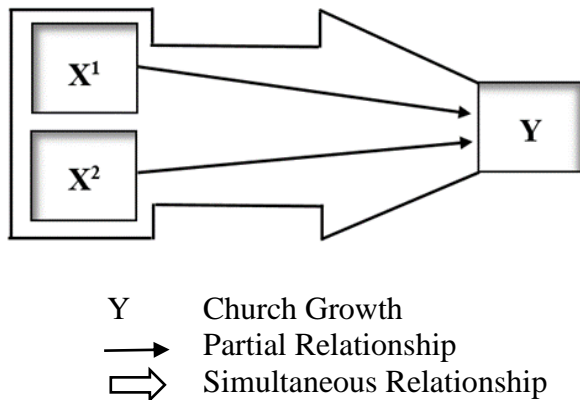 X¹
Y
X²
Y Church Growth
Partial Relationship
Simultaneous Relationship